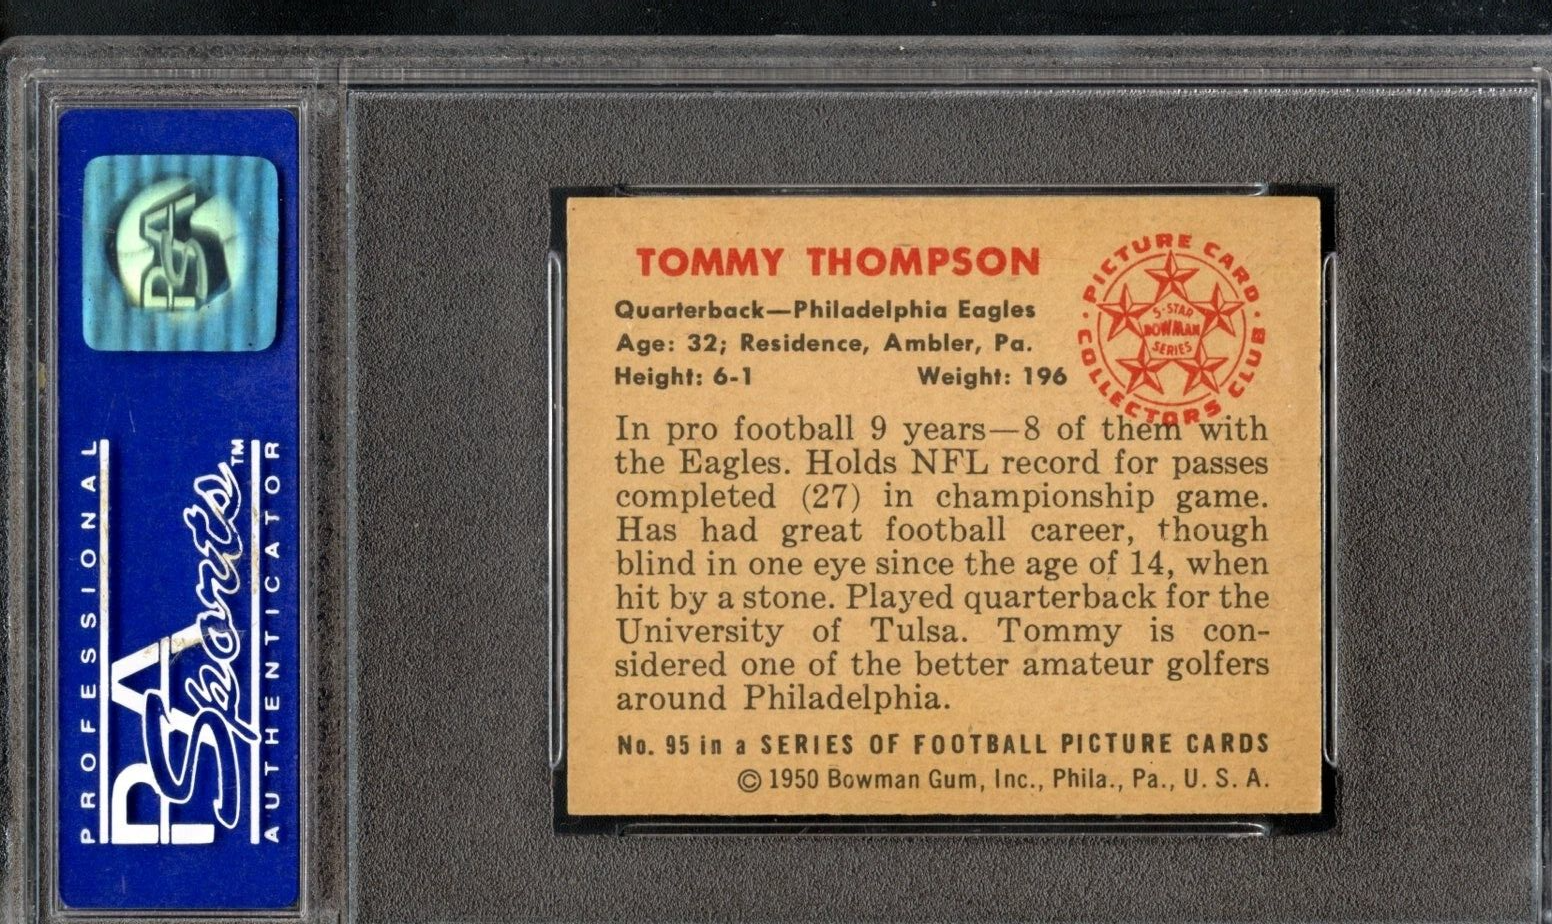 PSA
PROFESSIONAL
PSA
Sports™
AUTHENTICATOR
TOMMY THOMPSON
Quarterback—Philadelphia Eagles
Age: 32; Residence, Ambler, Pa.
Height: 6-1 Weight: 196
· PICTURE CARD ·
COLLECTORS CLUB
5-STAR
BOWMAN
SERIES
In pro football 9 years—8 of them with
the Eagles. Holds NFL record for passes
completed (27) in championship game.
Has had great football career, though
blind in one eye since the age of 14, when
hit by a stone. Played quarterback for the
University of Tulsa. Tommy is con-
sidered one of the better amateur golfers
around Philadelphia.
No. 95 in a SERIES OF FOOTBALL PICTURE CARDS
© 1950 Bowman Gum, Inc., Phila., Pa., U. S. A.